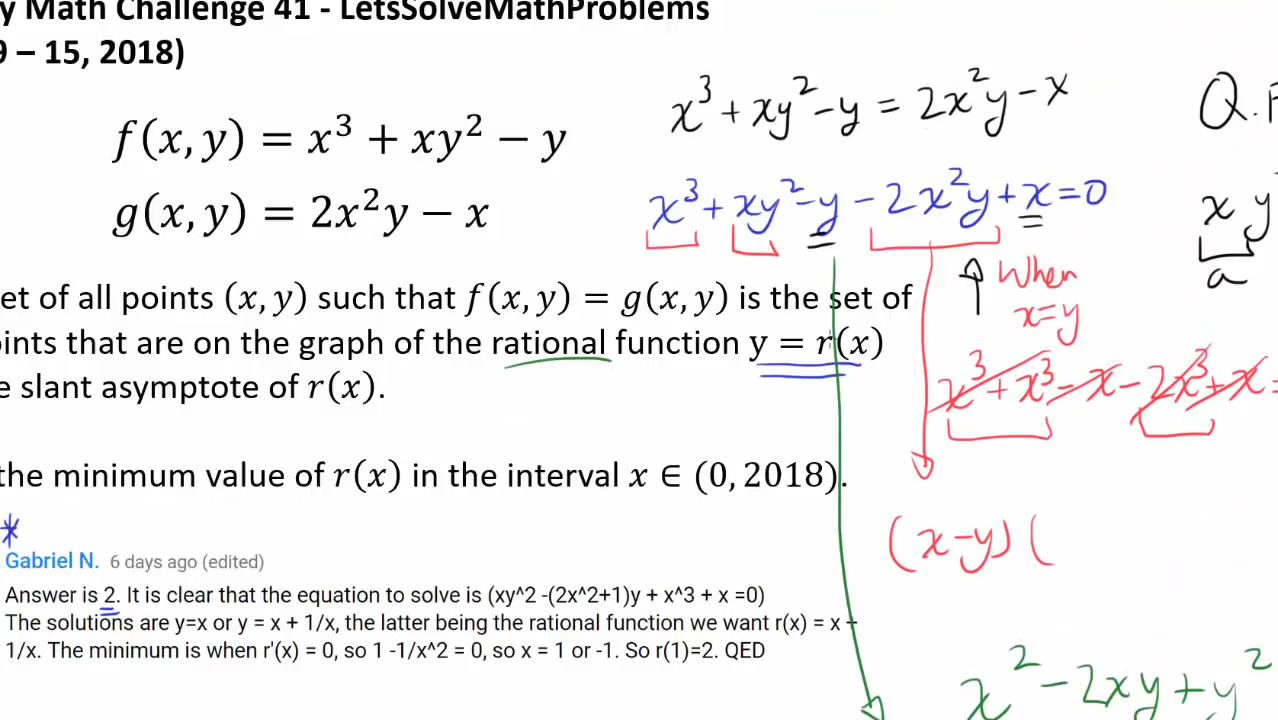 y Math Challenge 41 - LetsSolveMathProblems
9 – 15, 2018)
f(x, y) = x³ + xy² − y
g(x, y) = 2x²y − x
et of all points (x, y) such that f(x, y) = g(x, y) is the set of
ints that are on the graph of the rational function y = r(x)
e slant asymptote of r(x).
the minimum value of r(x) in the interval x ∈ (0, 2018).
*
Gabriel N. 6 days ago (edited)
Answer is 2. It is clear that the equation to solve is (xy^2 -(2x^2+1)y + x^3 + x =0)
The solutions are y=x or y = x + 1/x, the latter being the rational function we want r(x) = x +
1/x. The minimum is when r'(x) = 0, so 1 -1/x^2 = 0, so x = 1 or -1. So r(1)=2. QED
x³ + xy² − y = 2x²y − x
x³ + xy² − y − 2x²y + x = 0
When
x=y
x³ + x³ − x − 2x³ + x =
(x−y) (
x² − 2xy + y²
Q.
x y
a